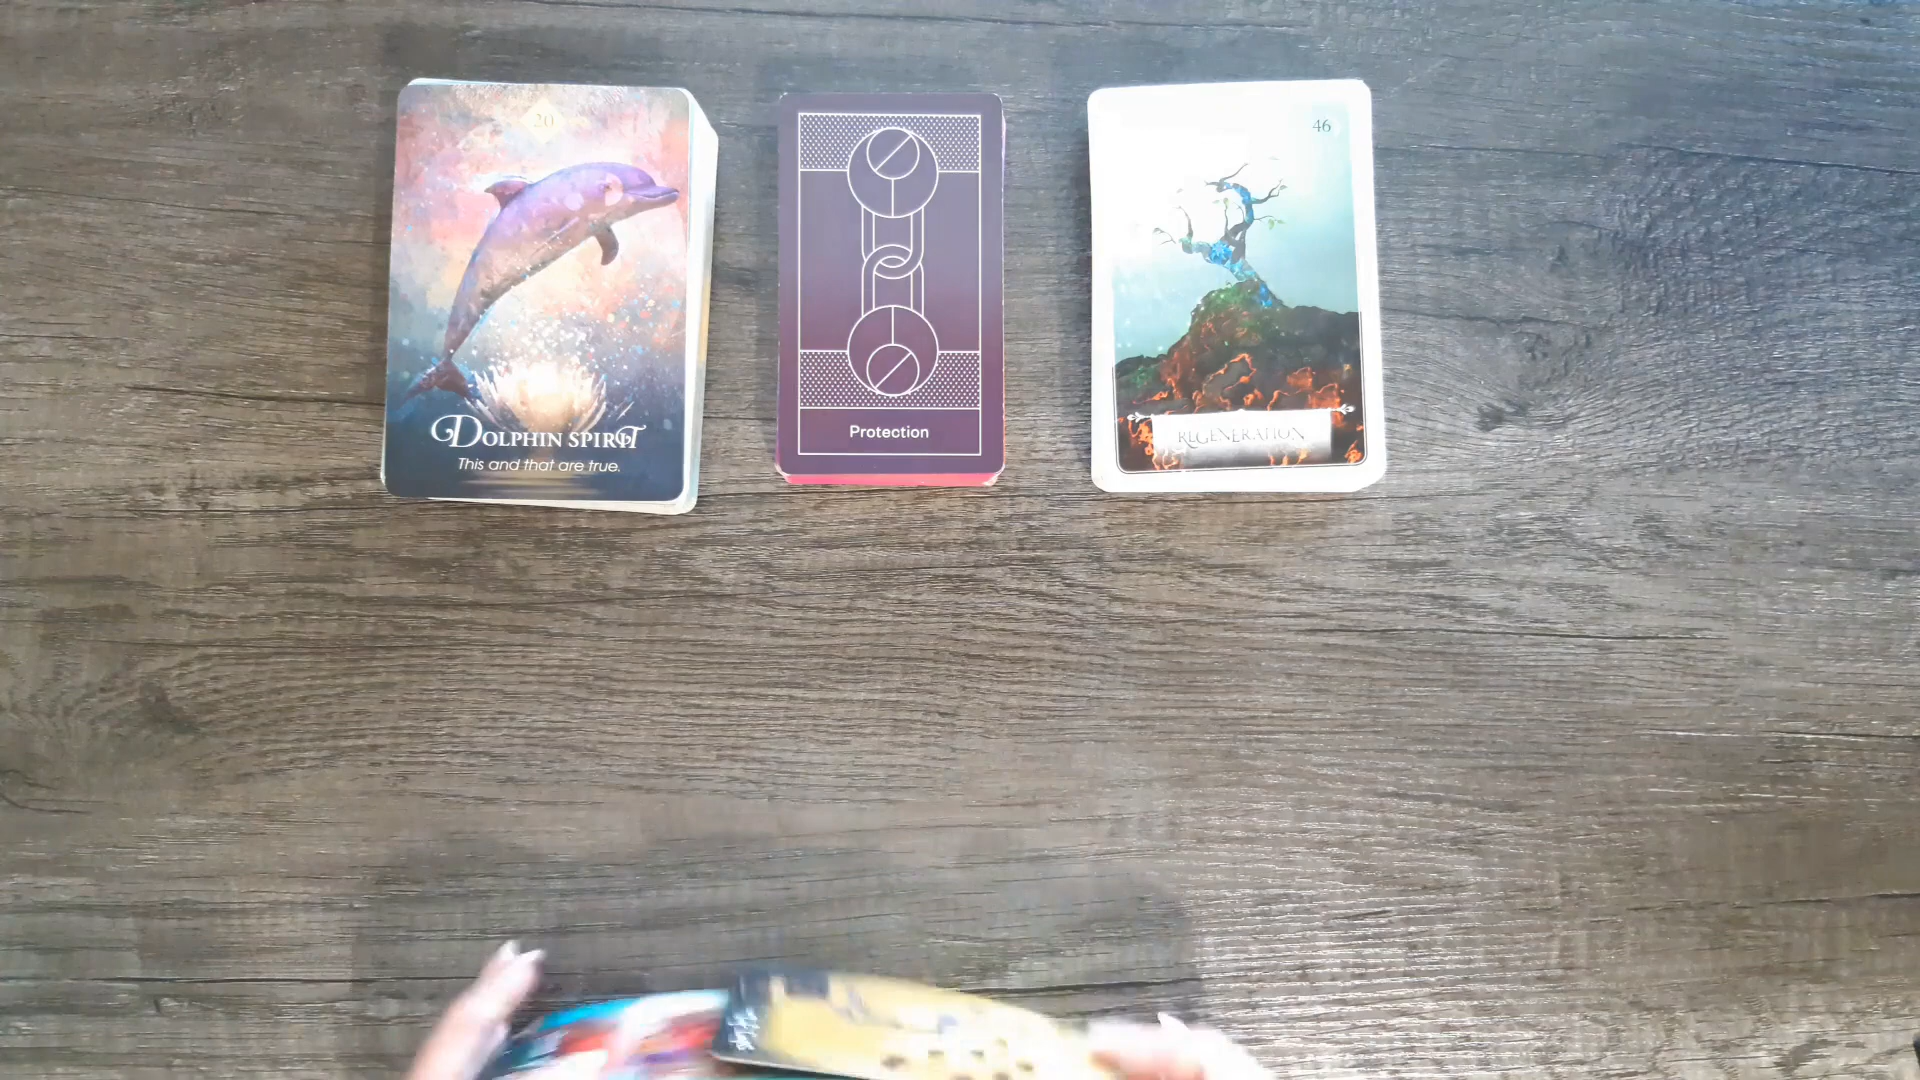 20
DOLPHIN SPIRIT
This and that are true.
Protection
46
REGENERATION